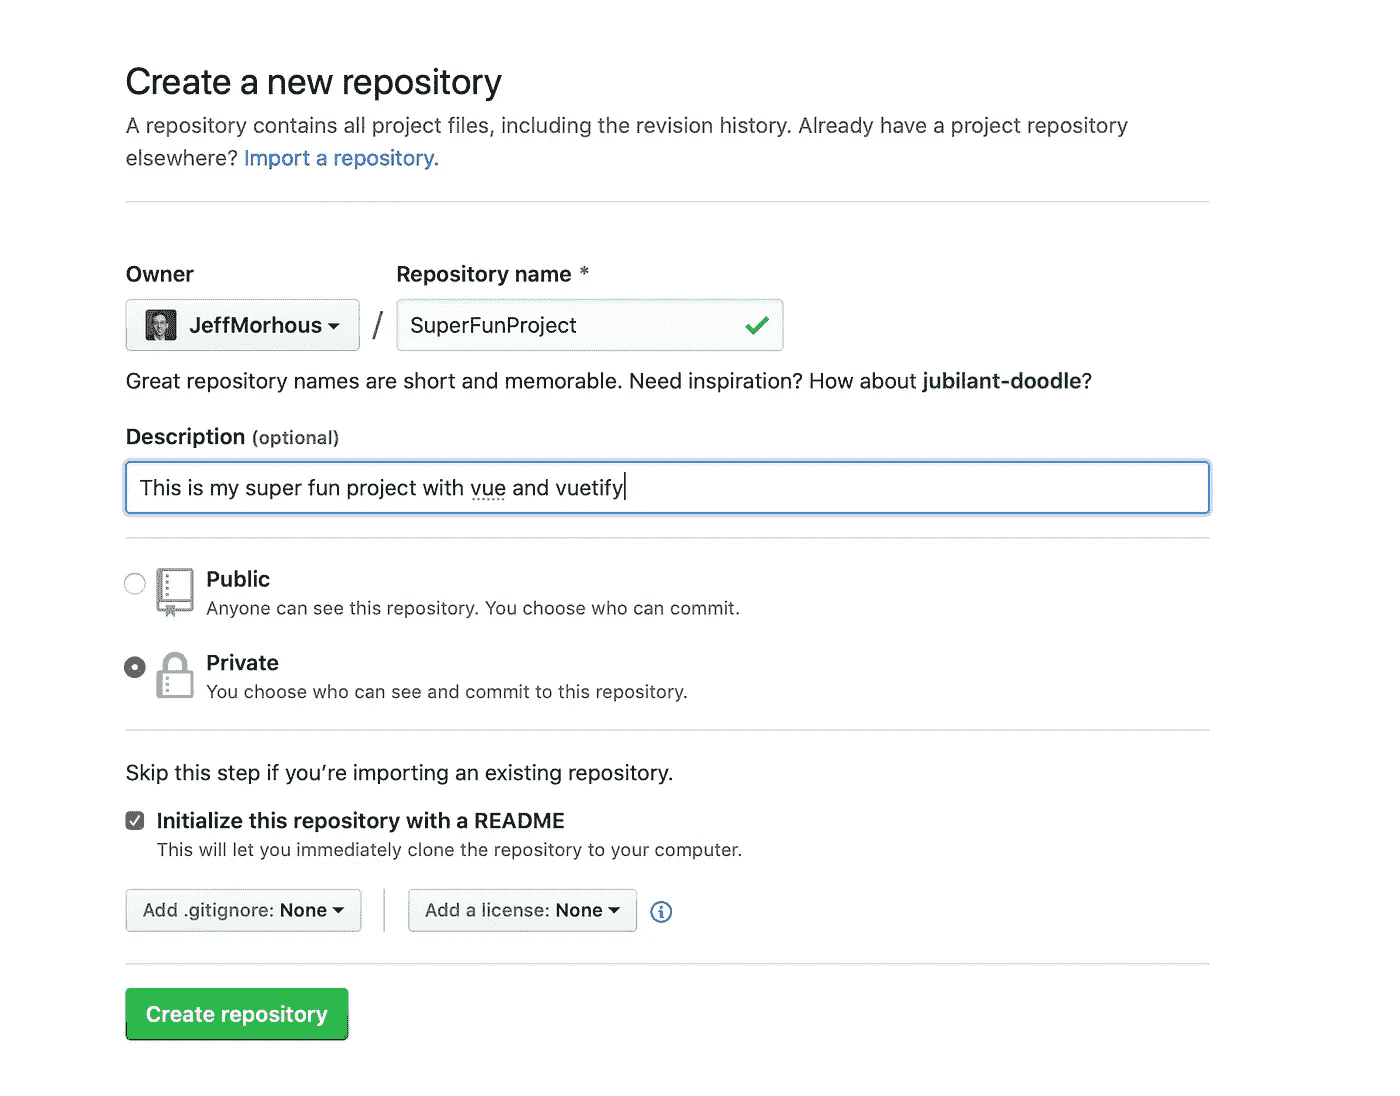 Create a new repository
A repository contains all project files, including the revision history. Already have a project repository
elsewhere? Import a repository.
Owner
Repository name *
JeffMorhous / SuperFunProject
Great repository names are short and memorable. Need inspiration? How about jubilant-doodle?
Description (optional)
This is my super fun project with vue and vuetify
Public
Anyone can see this repository. You choose who can commit.
Private
You choose who can see and commit to this repository.
Skip this step if you’re importing an existing repository.
Initialize this repository with a README
This will let you immediately clone the repository to your computer.
Add .gitignore: None
Add a license: None
Create repository